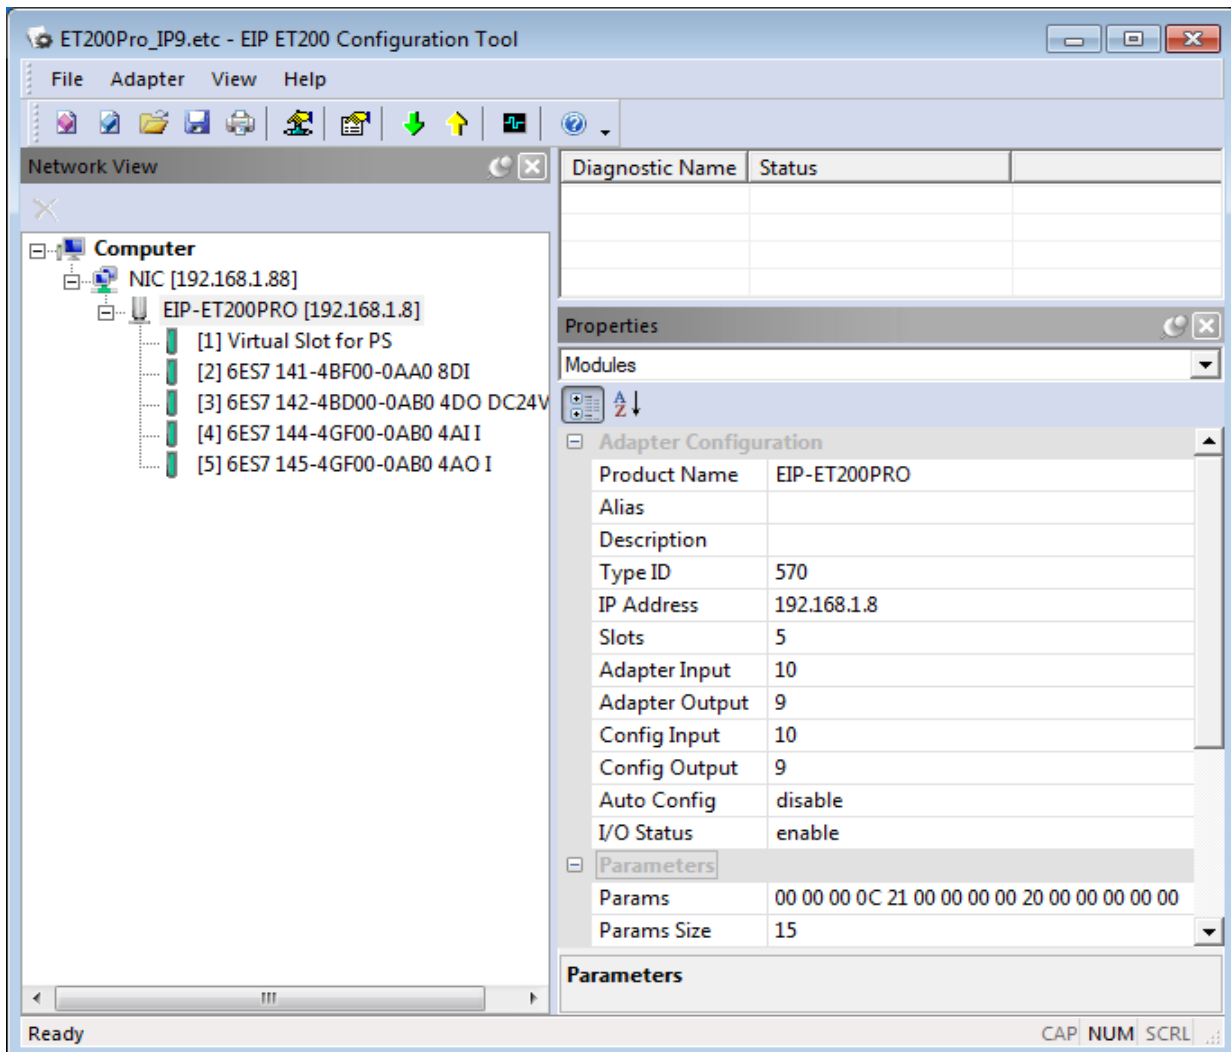 ET200Pro_IP9.etc - EIP ET200 Configuration Tool
File Adapter View Help
Network View
Computer
NIC [192.168.1.88]
EIP-ET200PRO [192.168.1.8]
[1] Virtual Slot for PS
[2] 6ES7 141-4BF00-0AA0 8DI
[3] 6ES7 142-4BD00-0AB0 4DO DC24V
[4] 6ES7 144-4GF00-0AB0 4AI I
[5] 6ES7 145-4GF00-0AB0 4AO I
Diagnostic Name Status
Properties
Modules
Adapter Configuration
Product Name EIP-ET200PRO
Alias
Description
Type ID 570
IP Address 192.168.1.8
Slots 5
Adapter Input 10
Adapter Output 9
Config Input 10
Config Output 9
Auto Config disable
I/O Status enable
Parameters
Params 00 00 00 0C 21 00 00 00 00 20 00 00 00 00 00
Params Size 15
Parameters
Ready
CAP NUM SCRL